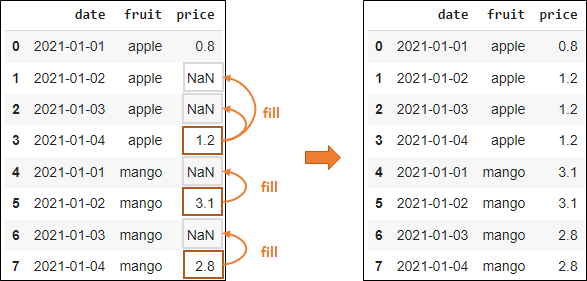 date fruit price
0 2021-01-01 apple 0.8
1 2021-01-02 apple NaN
2 2021-01-03 apple NaN
fill
3 2021-01-04 apple 1.2
4 2021-01-01 mango NaN
fill
5 2021-01-02 mango 3.1
6 2021-01-03 mango NaN
fill
7 2021-01-04 mango 2.8
date fruit price
0 2021-01-01 apple 0.8
1 2021-01-02 apple 1.2
2 2021-01-03 apple 1.2
3 2021-01-04 apple 1.2
4 2021-01-01 mango 3.1
5 2021-01-02 mango 3.1
6 2021-01-03 mango 2.8
7 2021-01-04 mango 2.8